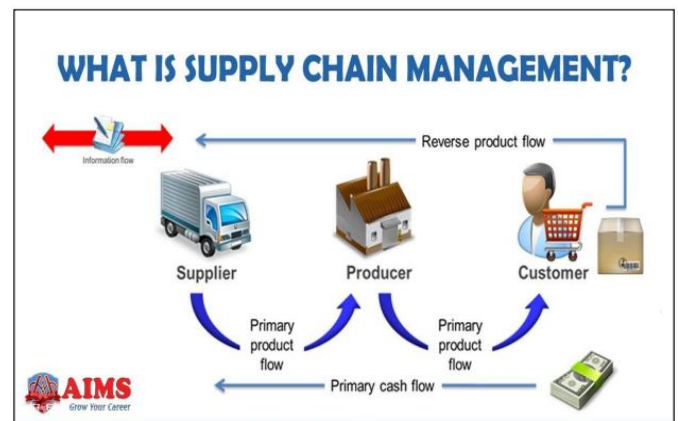 WHAT IS SUPPLY CHAIN MANAGEMENT?
Reverse product flow
Information flow
Supplier
Producer
Customer
Primary
product
flow
Primary
product
flow
Primary cash flow
AIMS
Grow Your Career